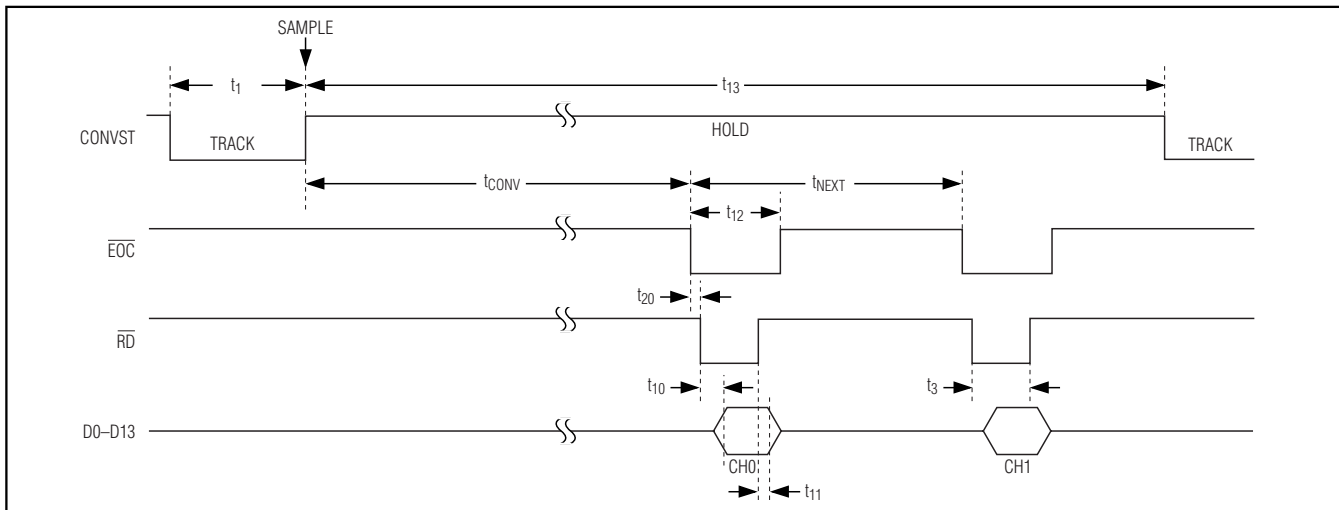 SAMPLE
t1
t13
CONVST
TRACK
HOLD
TRACK
tCONV
tNEXT
t12
EOC
t20
RD
t10
t3
D0–D13
CH0
CH1
t11